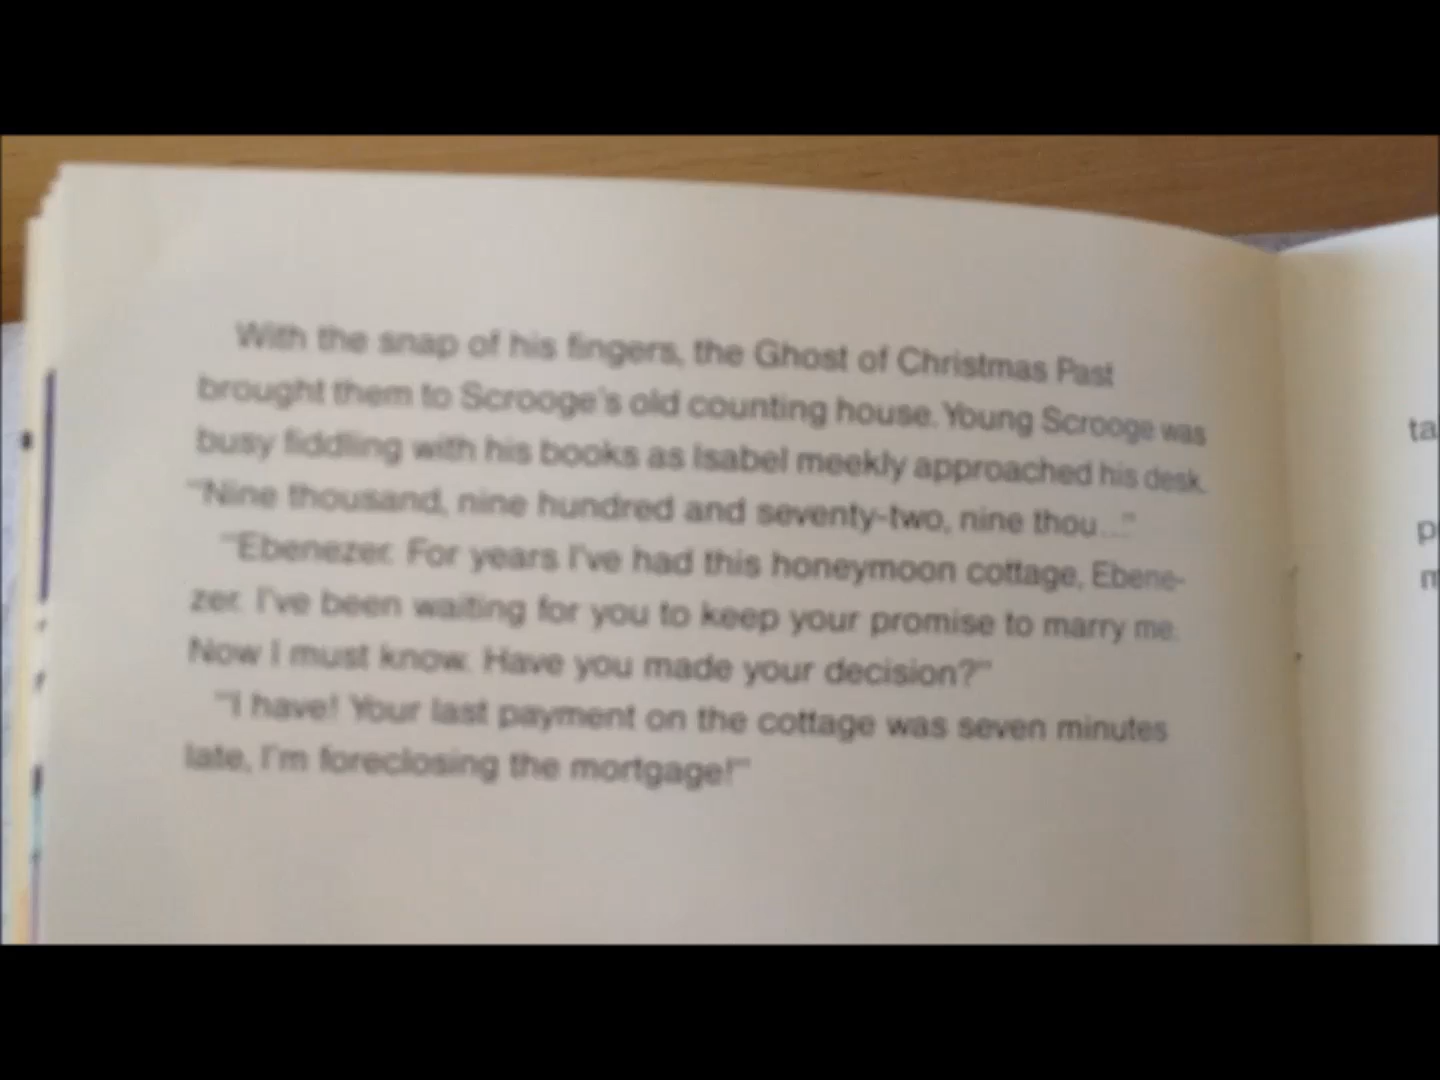 With the snap of his fingers, the Ghost of Christmas Past
brought them to Scrooge's old counting house. Young Scrooge was
busy fiddling with his books as Isabel meekly approached his desk.
"Nine thousand, nine hundred and seventy-two, nine thou..."
"Ebenezer. For years I've had this honeymoon cottage, Ebene-
zer. I've been waiting for you to keep your promise to marry me.
Now I must know. Have you made your decision?"
"I have! Your last payment on the cottage was seven minutes
late, I'm foreclosing the mortgage!"
ta
p